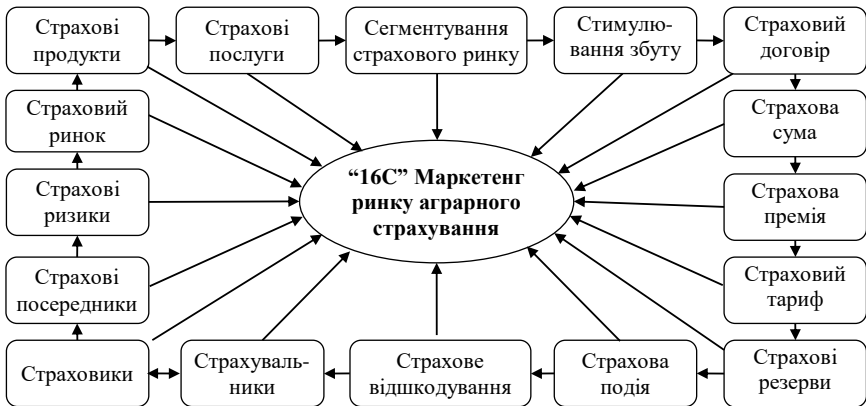 Страхові
продукти
Страхові
послуги
Сегментування
страхового ринку
Стимулю-
вання збуту
Страховий
договір
Страховий
ринок
Страхова
сума
“16С” Маркетенг
ринку аграрного
страхування
Страхові
ризики
Страхова
премія
Страхові
посередники
Страховий
тариф
Страховики
Страхуваль-
ники
Страхове
відшкодування
Страхова
подія
Страхові
резерви